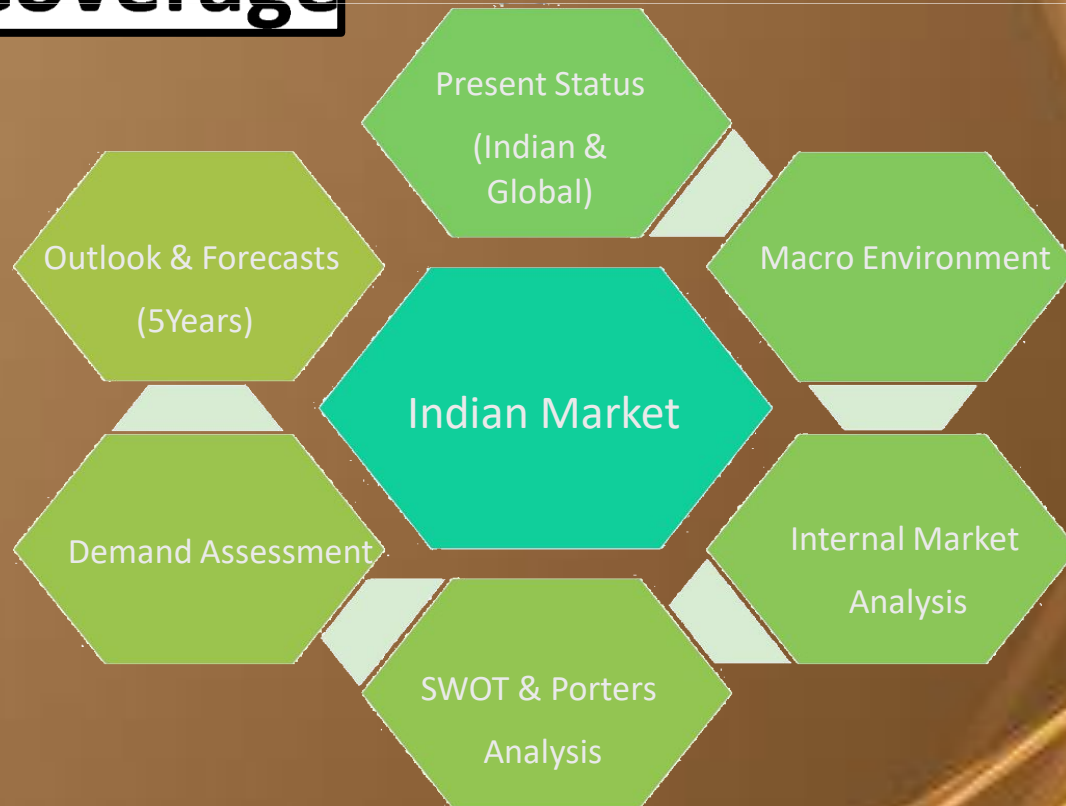 Coverage
Present Status
(Indian &
Global)
Macro Environment
Internal Market
Analysis
SWOT & Porters
Analysis
Demand Assessment
Outlook & Forecasts
(5Years)
Indian Market